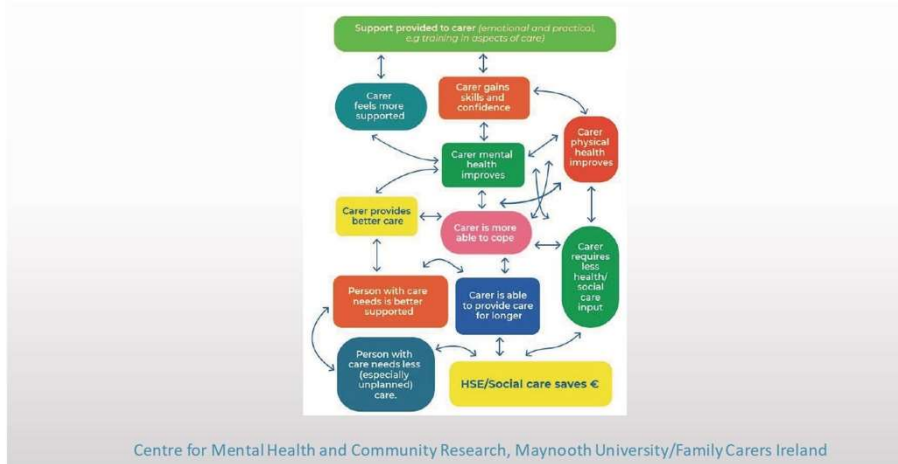 Support provided to carer (emotional and practical,
e.g training in aspects of care)
Carer
feels more
supported
Carer gains
skills and
confidence
Carer
physical
health
improves
Carer mental
health
improves
Carer provides
better care
Carer is more
able to cope
Carer
requires
less
health/
social
care
input
Person with care
needs is better
supported
Carer is able
to provide care
for longer
Person with
care needs less
(especially
unplanned)
care.
HSE/Social care saves €
Centre for Mental Health and Community Research, Maynooth University/Family Carers Ireland